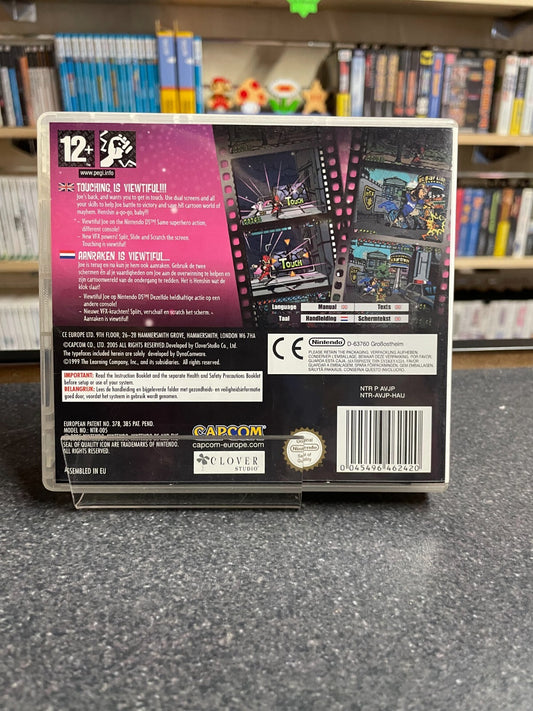 12+
www.pegi.info
TOUCHING IS VIEWTIFUL!!!
Joe's back, and wants you to get in touch. Use the dual screens and all
your skills to help Joe battle to victory and save his cartoon world of
mayhem. Henshin a-go-go, baby!!!
- Viewtiful Joe on the Nintendo DS™ Same superhero action,
different console!
- New VFX powers! Split, Slide and Scratch the screen.
Touching is viewtiful!
AANRAKEN IS VIEWTIFUL...
Joe is terug en nu kun je hem ook aanraken. Gebruik de twee
schermen én al je vaardigheden om Joe aan de overwinning te helpen en
zijn cartoonwereld van de ondergang te redden. Het is Henshin wat de
klok slaat!
- Viewtiful Joe op Nintendo DS™ Dezelfde heldhaftige actie op een
andere console!
- Nieuwe VFX-krachten! Splits, verschuif en scratch het scherm.
Aanraken is viewtiful!
TOUCH
TOUCH
Language Manual Texts
Taal Handleiding Schermtekst
CE EUROPE LTD. 9TH FLOOR, 26-28 HAMMERSMITH GROVE, HAMMERSMITH, LONDON W6 7HA
©CAPCOM CO., LTD. 2005 ALL RIGHTS RESERVED. Developed by CloverStudio Co., Ltd.
The typefaces included herein are solely developed by DynaComware.
©1999 The Learning Company, Inc., and its subsidiaries. All rights reserved.
IMPORTANT: Read the Instruction Booklet and the separate Health and Safety Precautions Booklet
before setup or use of your system.
BELANGRIJK: Lees de handleiding en bijgeleverde folder met gezondheids- en veiligheidsinformatie
goed door, voordat het systeem in gebruik wordt genomen.
CE
Nintendo D-63760 Großostheim
PLEASE RETAIN THE PACKAGING. VERPACKUNG AUFHEBEN.
CONSERVER L'EMBALLAGE. BEWAAR DEZE VERPAKKING.
NTR P AVJP
NTR-AVJP-HAU
EUROPEAN PATENT NO. 378, 385 PAT. PEND.
MODEL NO.: NTR-005
SEAL OF QUALITY ICON ARE TRADEMARKS OF NINTENDO.
ASSEMBLED IN EU
CAPCOM
capcom-europe.com
CLOVER
STUDIO
Original
Nintendo
Seal of
Quality
0 045496 462420